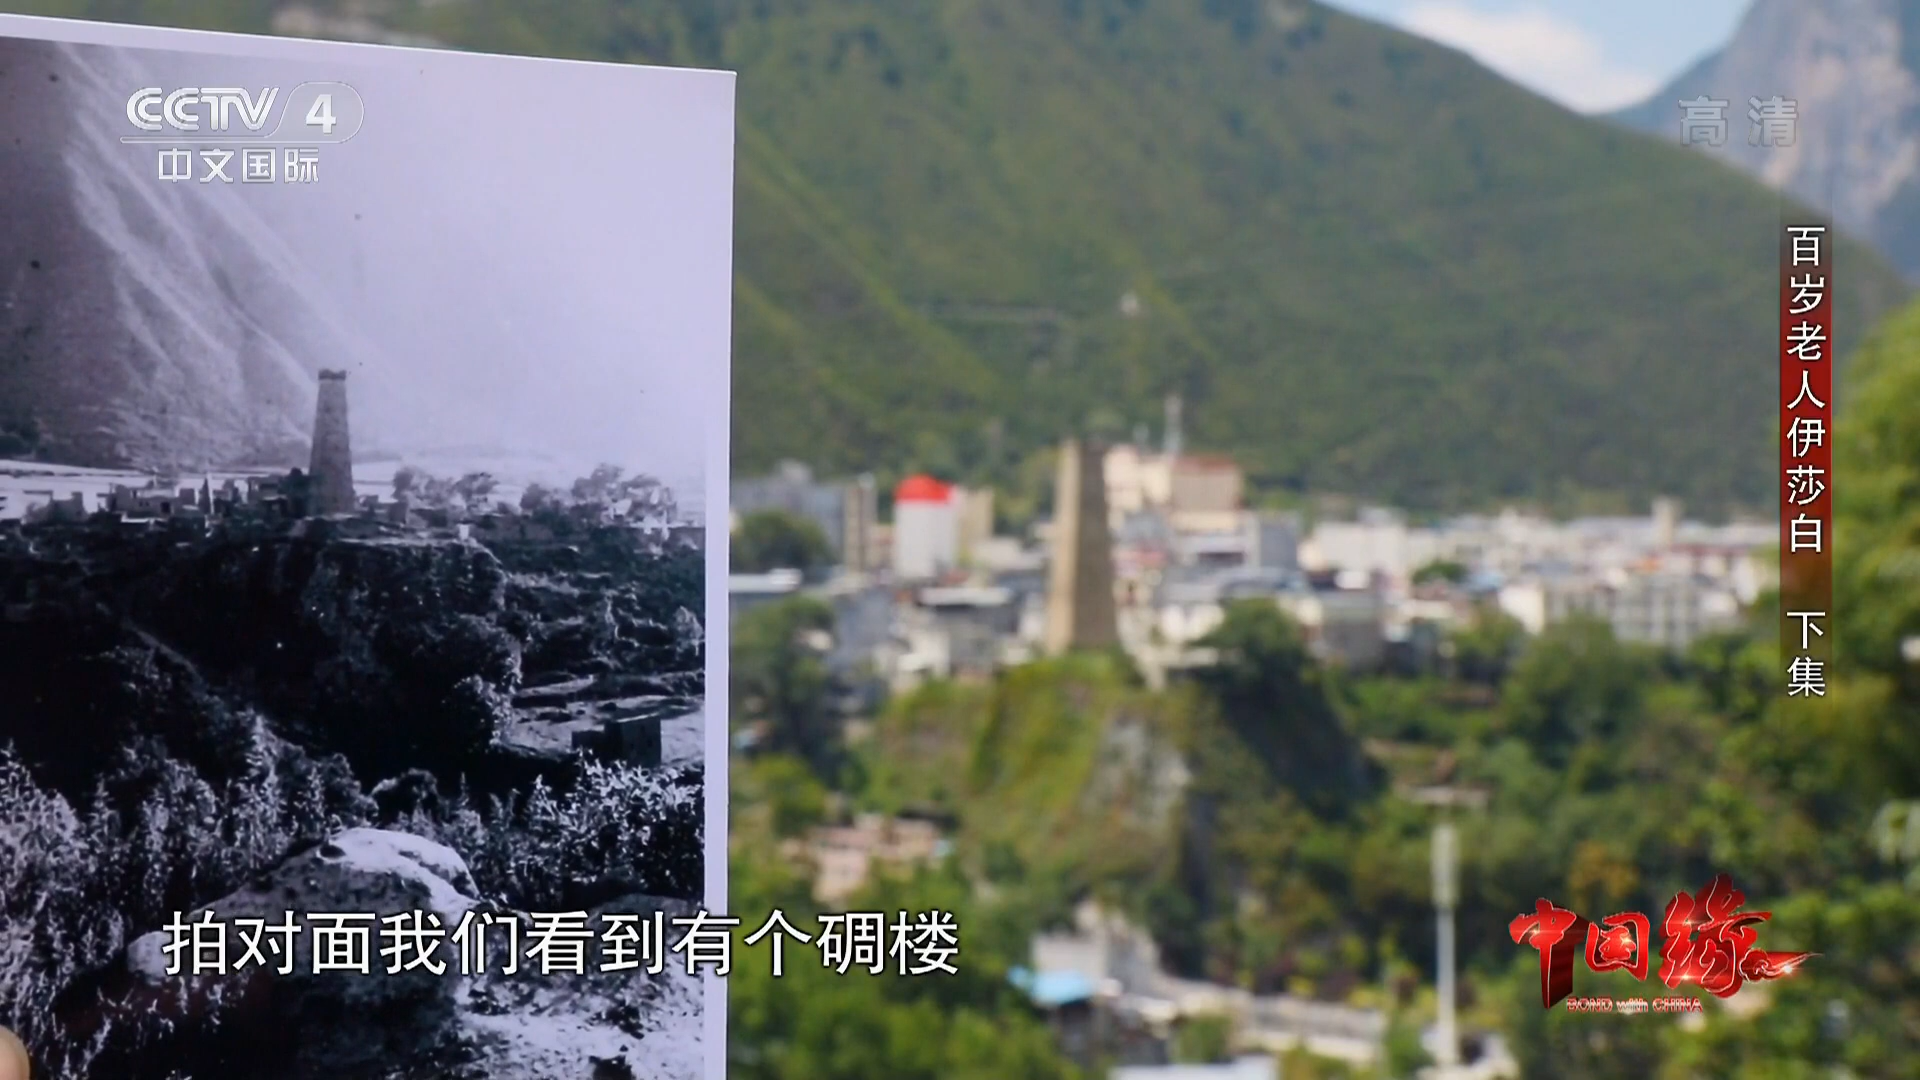 CCTV 4
中文国际
高清
百岁老人伊莎白 下集
拍对面我们看到有个碉楼
中国缘
BOND with CHINA